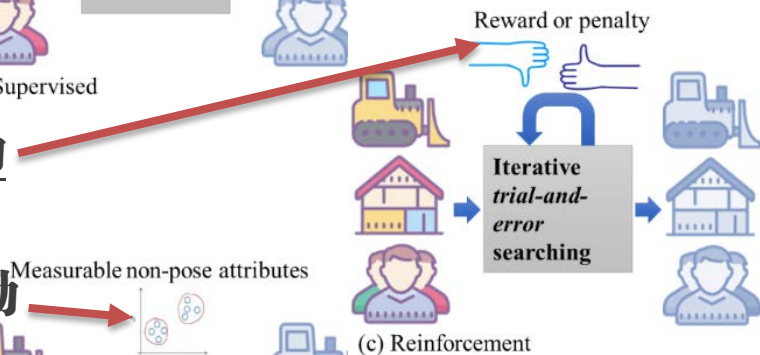 Reward or penalty
Supervised
Iterative
trial-and-
error
searching
Measurable non-pose attributes
(c) Reinforcement